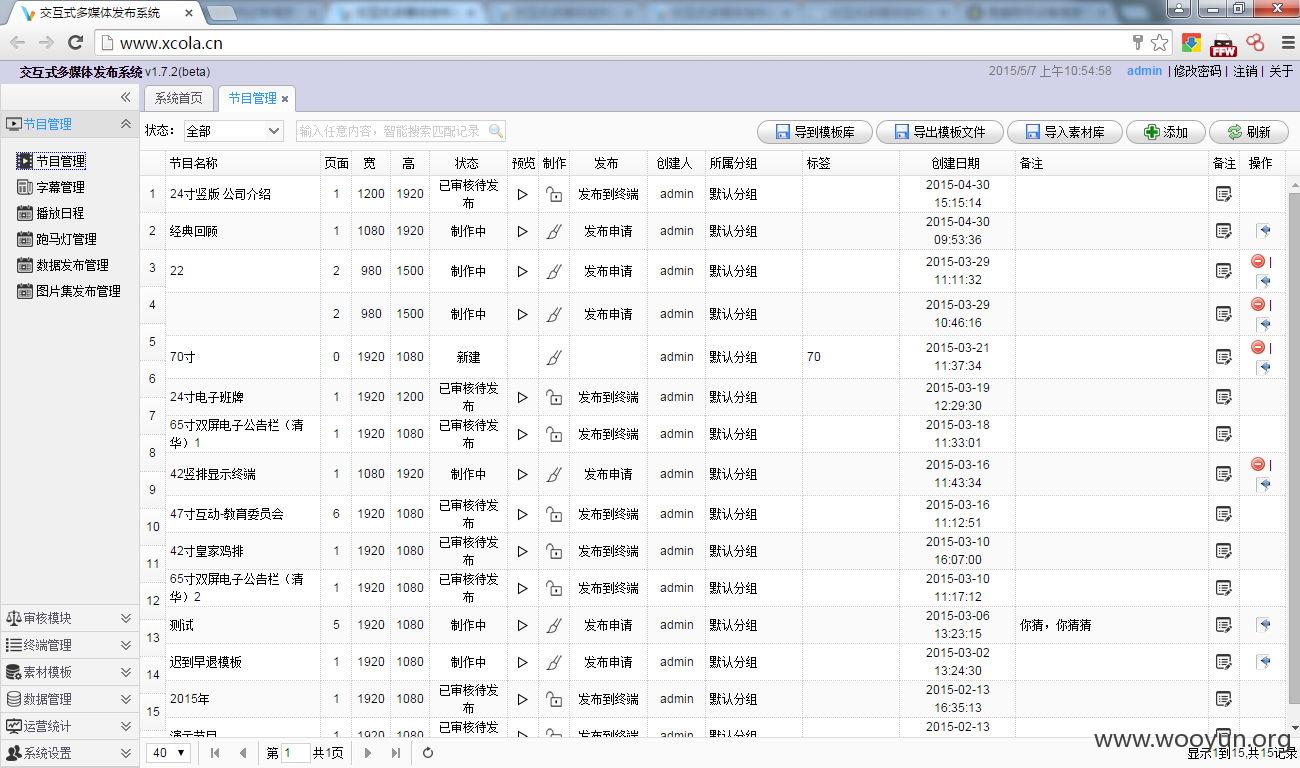 交互式多媒体发布系统
www.xcola.cn
FFW
交互式多媒体发布系统 v1.7.2(beta)
2015/5/7 上午10:54:58 admin | 修改密码 | 注销 | 关于
系统首页 节目管理
节目管理
状态: 全部 输入任意内容，智能搜索匹配记录 导到模板库 导出模板文件 导入素材库 添加 刷新
节目管理
字幕管理
播放日程
跑马灯管理
数据发布管理
图片集发布管理
审核模块
终端管理
素材模板
数据管理
运营统计
系统设置
节目名称 页面 宽 高 状态 预览 制作 发布 创建人 所属分组 标签 创建日期 备注 备注 操作
1 24寸竖版 公司介绍 1 1200 1920 已审核待发布 发布到终端 admin 默认分组 2015-04-30 15:15:14
2 经典回顾 1 1080 1920 制作中 发布申请 admin 默认分组 2015-04-30 09:53:36
3 22 2 980 1500 制作中 发布申请 admin 默认分组 2015-03-29 11:11:32 |
4 2 980 1500 制作中 发布申请 admin 默认分组 2015-03-29 10:46:16 |
5 70寸 0 1920 1080 新建 admin 默认分组 70 2015-03-21 11:37:34 |
6 24寸电子班牌 1 1920 1200 已审核待发布 发布到终端 admin 默认分组 2015-03-19 12:29:30
7 65寸双屏电子公告栏（清华）1 1 1920 1080 已审核待发布 发布到终端 admin 默认分组 2015-03-18 11:33:01
8 42竖排显示终端 1 1080 1920 制作中 发布申请 admin 默认分组 2015-03-16 11:43:34 |
9 47寸互动-教育委员会 6 1920 1080 已审核待发布 发布到终端 admin 默认分组 2015-03-16 11:12:51
10 42寸皇家鸡排 1 1920 1080 已审核待发布 发布到终端 admin 默认分组 2015-03-10 16:07:00
11 65寸双屏电子公告栏（清华）2 1 1920 1080 已审核待发布 发布到终端 admin 默认分组 2015-03-10 11:17:12
12 测试 5 1920 1080 制作中 发布申请 admin 默认分组 2015-03-06 13:23:15 你猜，你猜猜
13 迟到早退模板 1 1920 1080 制作中 发布申请 admin 默认分组 2015-03-02 13:24:30
14 2015年 1 1920 1080 已审核待发布 发布到终端 admin 默认分组 2015-02-13 16:35:13
15 演示节目 1 1920 1080 已审核待发 发布到终端 admin 默认分组 2015-02-13
40 第 1 共1页
显示1到15,共15记录
www.wooyun.org